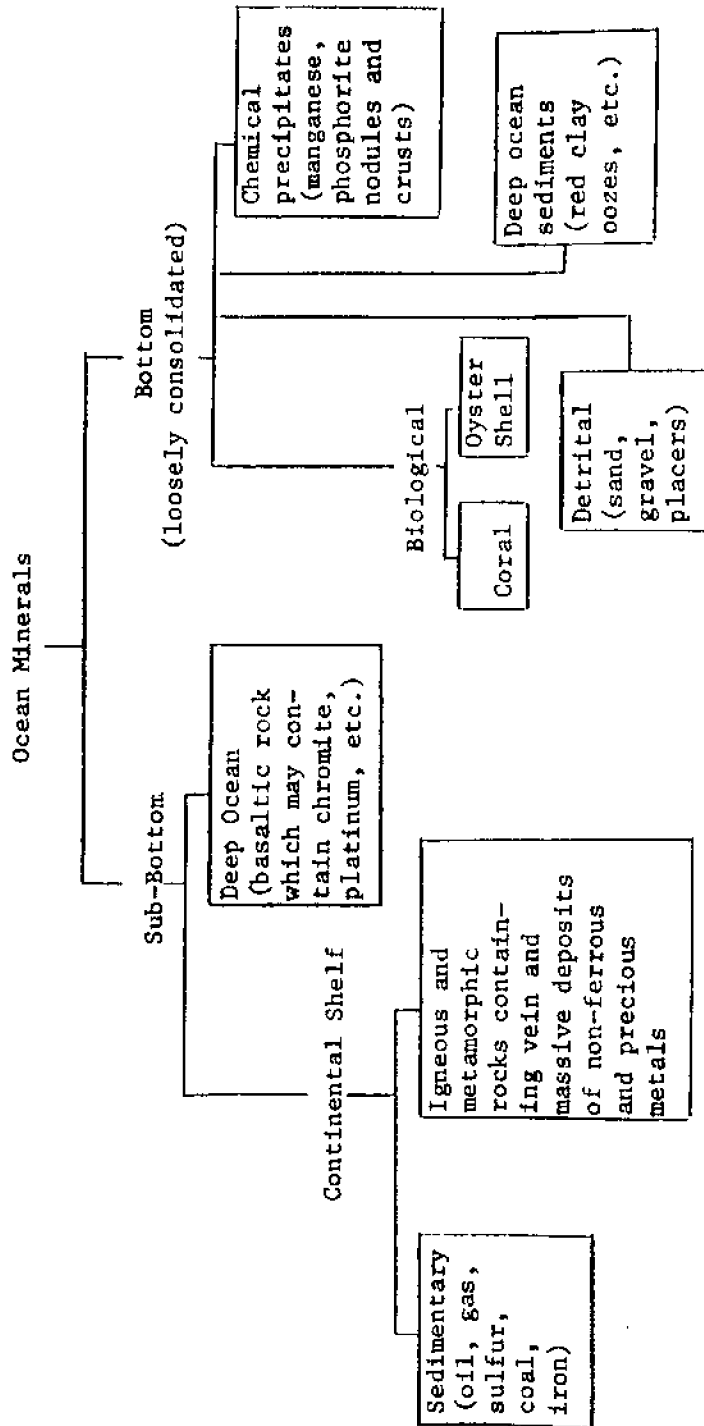 Ocean Minerals
Sub-Bottom
Bottom
(loosely consolidated)
Continental Shelf
Deep Ocean
(basaltic rock
which may con-
tain chromite,
platinum, etc.)
Sedimentary
(oil, gas,
sulfur,
coal,
iron)
Igneous and
metamorphic
rocks contain-
ing vein and
massive deposits
of non-ferrous
and precious
metals
Biological
Coral
Oyster
Shell
Detrital
(sand,
gravel,
placers)
Deep ocean
sediments
(red clay
oozes, etc.)
Chemical
precipitates
(manganese,
phosphorite
nodules and
crusts)